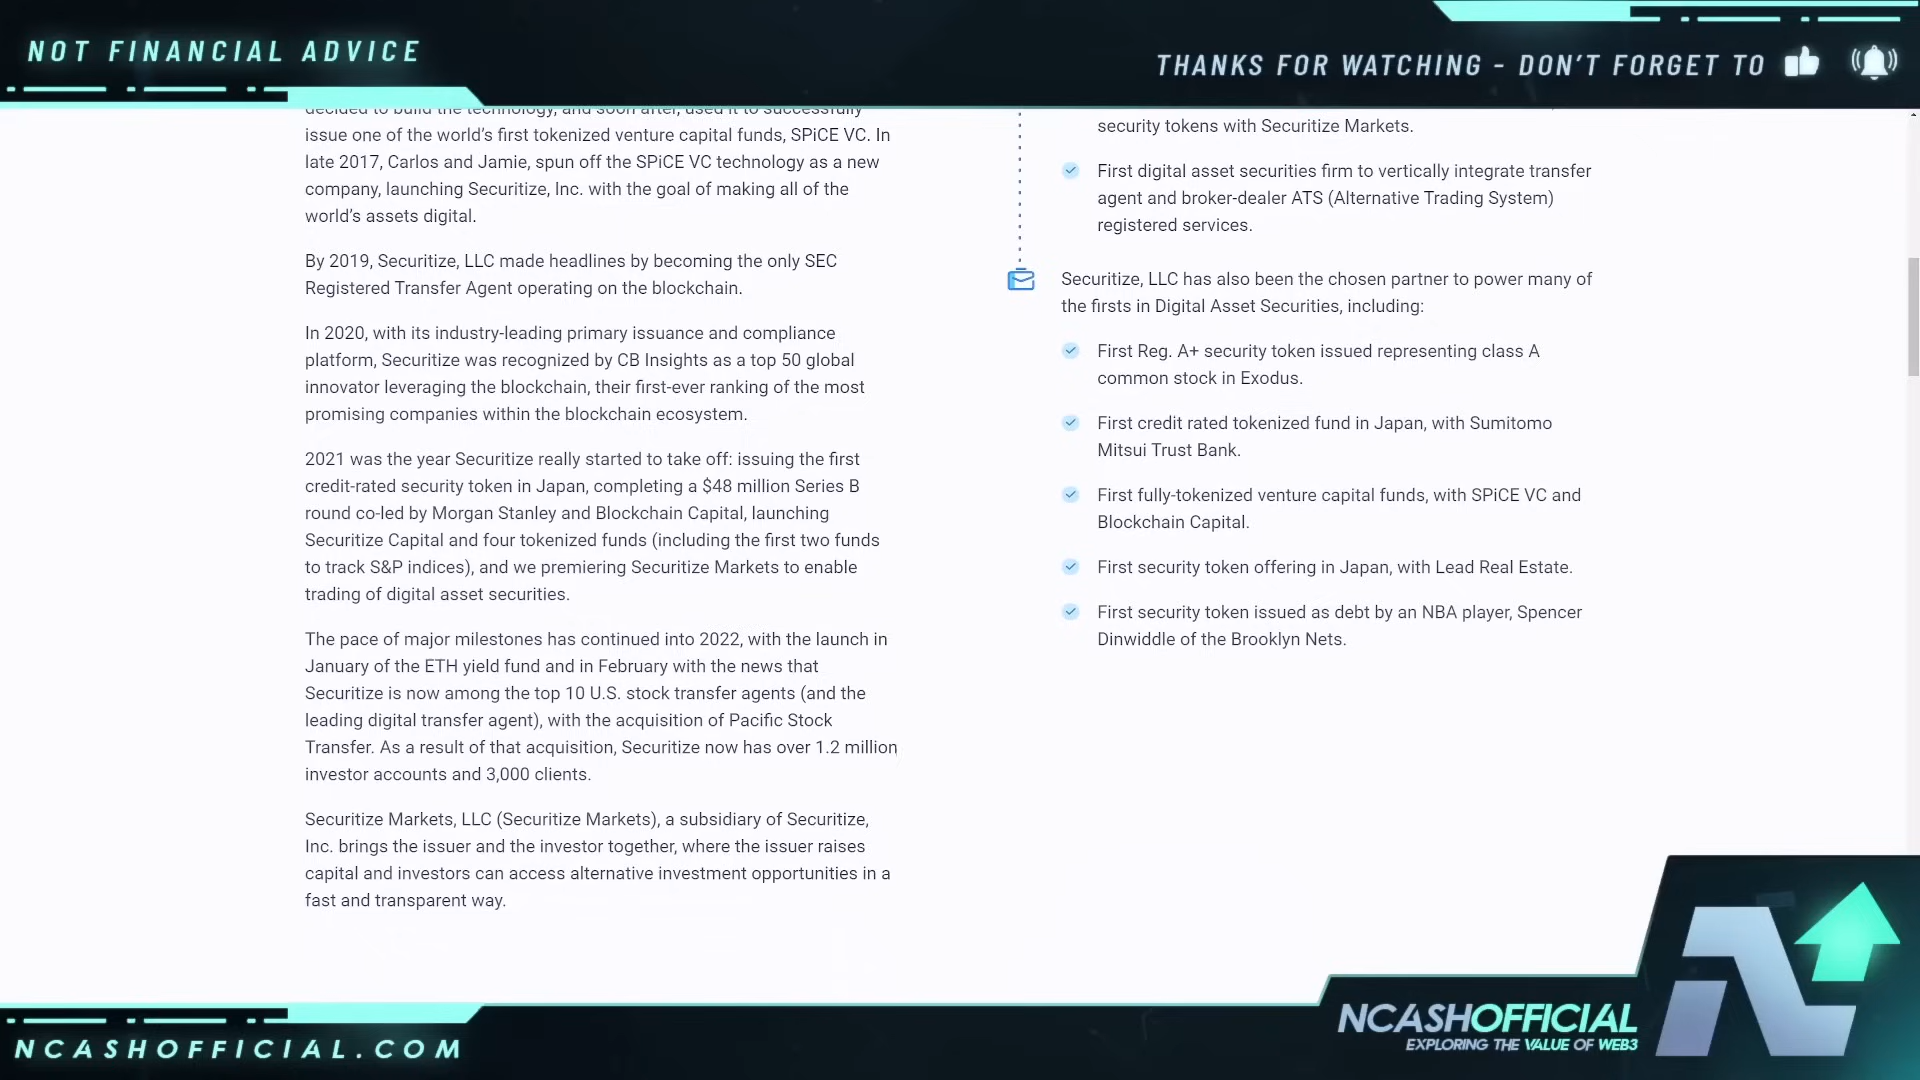 NOT FINANCIAL ADVICE
THANKS FOR WATCHING - DON'T FORGET TO
decided to build the technology, and soon after, used it to successfully
issue one of the world's first tokenized venture capital funds, SPiCE VC. In
late 2017, Carlos and Jamie, spun off the SPiCE VC technology as a new
company, launching Securitize, Inc. with the goal of making all of the
world's assets digital.
By 2019, Securitize, LLC made headlines by becoming the only SEC
Registered Transfer Agent operating on the blockchain.
In 2020, with its industry-leading primary issuance and compliance
platform, Securitize was recognized by CB Insights as a top 50 global
innovator leveraging the blockchain, their first-ever ranking of the most
promising companies within the blockchain ecosystem.
2021 was the year Securitize really started to take off: issuing the first
credit-rated security token in Japan, completing a $48 million Series B
round co-led by Morgan Stanley and Blockchain Capital, launching
Securitize Capital and four tokenized funds (including the first two funds
to track S&P indices), and we premiering Securitize Markets to enable
trading of digital asset securities.
The pace of major milestones has continued into 2022, with the launch in
January of the ETH yield fund and in February with the news that
Securitize is now among the top 10 U.S. stock transfer agents (and the
leading digital transfer agent), with the acquisition of Pacific Stock
Transfer. As a result of that acquisition, Securitize now has over 1.2 million
investor accounts and 3,000 clients.
Securitize Markets, LLC (Securitize Markets), a subsidiary of Securitize,
Inc. brings the issuer and the investor together, where the issuer raises
capital and investors can access alternative investment opportunities in a
fast and transparent way.
security tokens with Securitize Markets.
First digital asset securities firm to vertically integrate transfer
agent and broker-dealer ATS (Alternative Trading System)
registered services.
Securitize, LLC has also been the chosen partner to power many of
the firsts in Digital Asset Securities, including:
First Reg. A+ security token issued representing class A
common stock in Exodus.
First credit rated tokenized fund in Japan, with Sumitomo
Mitsui Trust Bank.
First fully-tokenized venture capital funds, with SPiCE VC and
Blockchain Capital.
First security token offering in Japan, with Lead Real Estate.
First security token issued as debt by an NBA player, Spencer
Dinwiddle of the Brooklyn Nets.
NCASHOFFICIAL.COM
NCASHOFFICIAL
EXPLORING THE VALUE OF WEB3